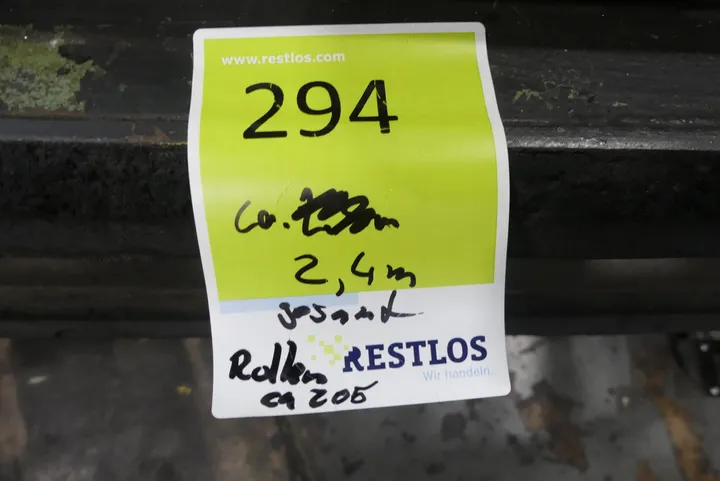 www.restlos.com
294
Ca.
2,4m
gesamt
Rollen RESTLOS
Wir handeln.
ca 205